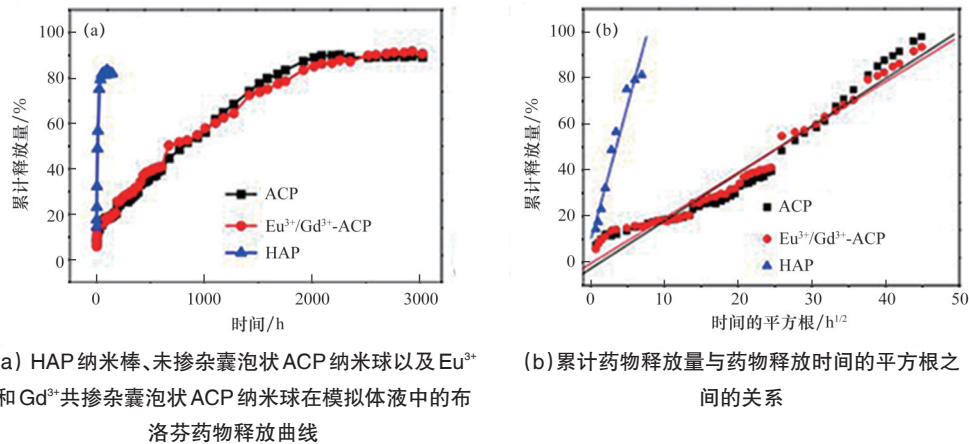 (a)
100
80
60
40
20
0
累计释放量/%
ACP
Eu³⁺/Gd³⁺-ACP
HAP
0 1000 2000 3000
时间/h
(b)
100
80
60
40
20
0
累计释放量/%
ACP
Eu³⁺/Gd³⁺-ACP
HAP
0 10 20 30 40 50
时间的平方根/h¹/²
a) HAP纳米棒、未掺杂囊泡状ACP纳米球以及Eu³⁺
和Gd³⁺共掺杂囊泡状ACP纳米球在模拟体液中的布
洛芬药物释放曲线
(b)累计药物释放量与药物释放时间的平方根之
间的关系